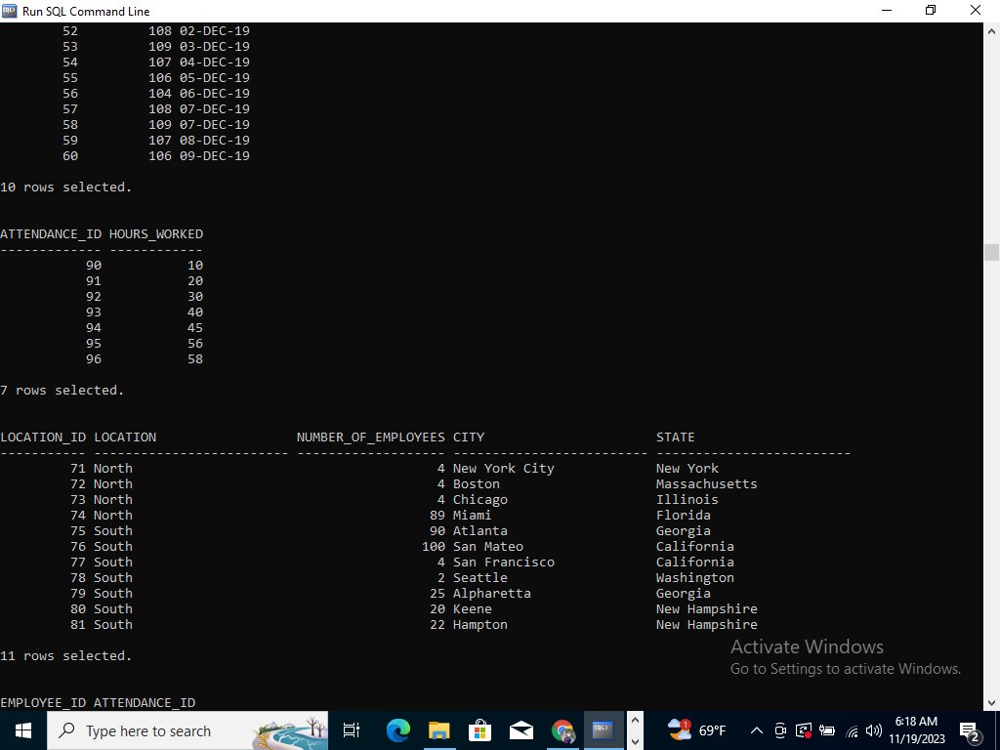 Run SQL Command Line
52 108 02-DEC-19
53 109 03-DEC-19
54 107 04-DEC-19
55 106 05-DEC-19
56 104 06-DEC-19
57 108 07-DEC-19
58 109 07-DEC-19
59 107 08-DEC-19
60 106 09-DEC-19
10 rows selected.
ATTENDANCE_ID HOURS_WORKED
------------- ------------
90 10
91 20
92 30
93 40
94 45
95 56
96 58
7 rows selected.
LOCATION_ID LOCATION NUMBER_OF_EMPLOYEES CITY STATE
----------- ------------------------- ------------------- ------------------------- -------------------------
71 North 4 New York City New York
72 North 4 Boston Massachusetts
73 North 4 Chicago Illinois
74 North 89 Miami Florida
75 South 90 Atlanta Georgia
76 South 100 San Mateo California
77 South 4 San Francisco California
78 South 2 Seattle Washington
79 South 25 Alpharetta Georgia
80 South 20 Keene New Hampshire
81 South 22 Hampton New Hampshire
11 rows selected.
Activate Windows
Go to Settings to activate Windows.
EMPLOYEE_ID ATTENDANCE_ID
Type here to search
1
69°F
6:18 AM
11/19/2023
2